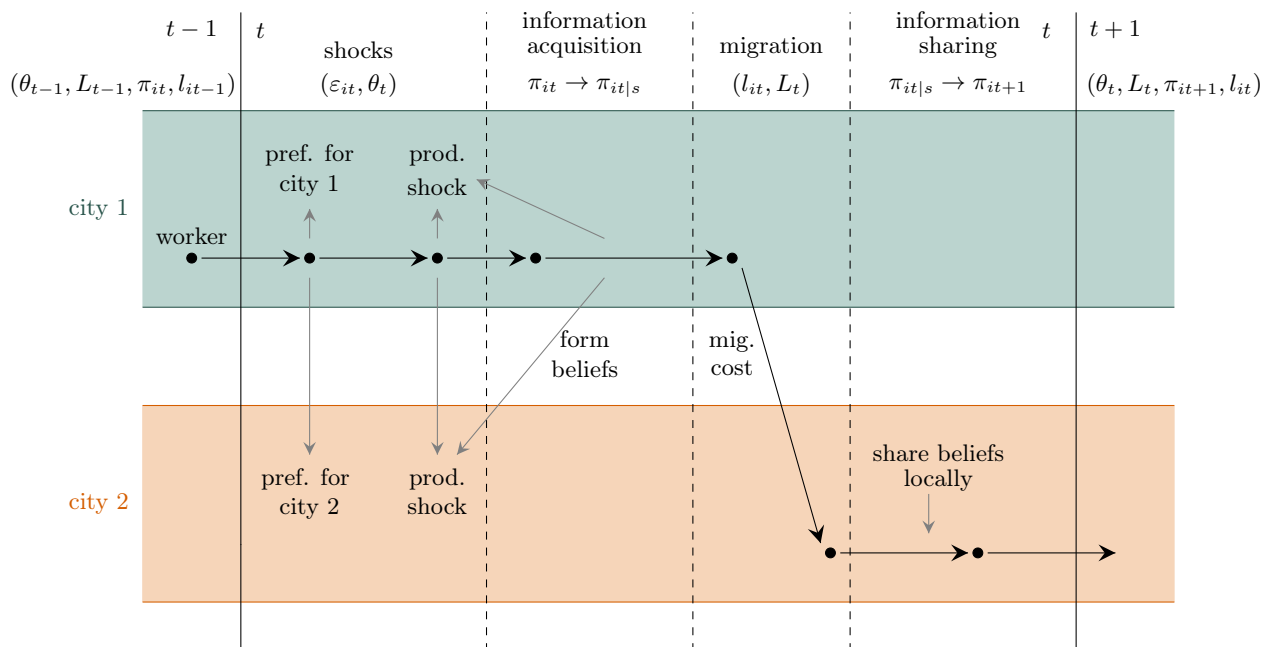 t − 1
t
shocks
information
acquisition
migration
information
sharing
t
t + 1
(θ_{t−1}, L_{t−1}, π_{it}, l_{it−1})
(ε_{it}, θ_t)
π_{it} → π_{it|s}
(l_{it}, L_t)
π_{it|s} → π_{it+1}
(θ_t, L_t, π_{it+1}, l_{it})
city 1
worker
pref. for
city 1
prod.
shock
form
beliefs
mig.
cost
city 2
pref. for
city 2
prod.
shock
share beliefs
locally